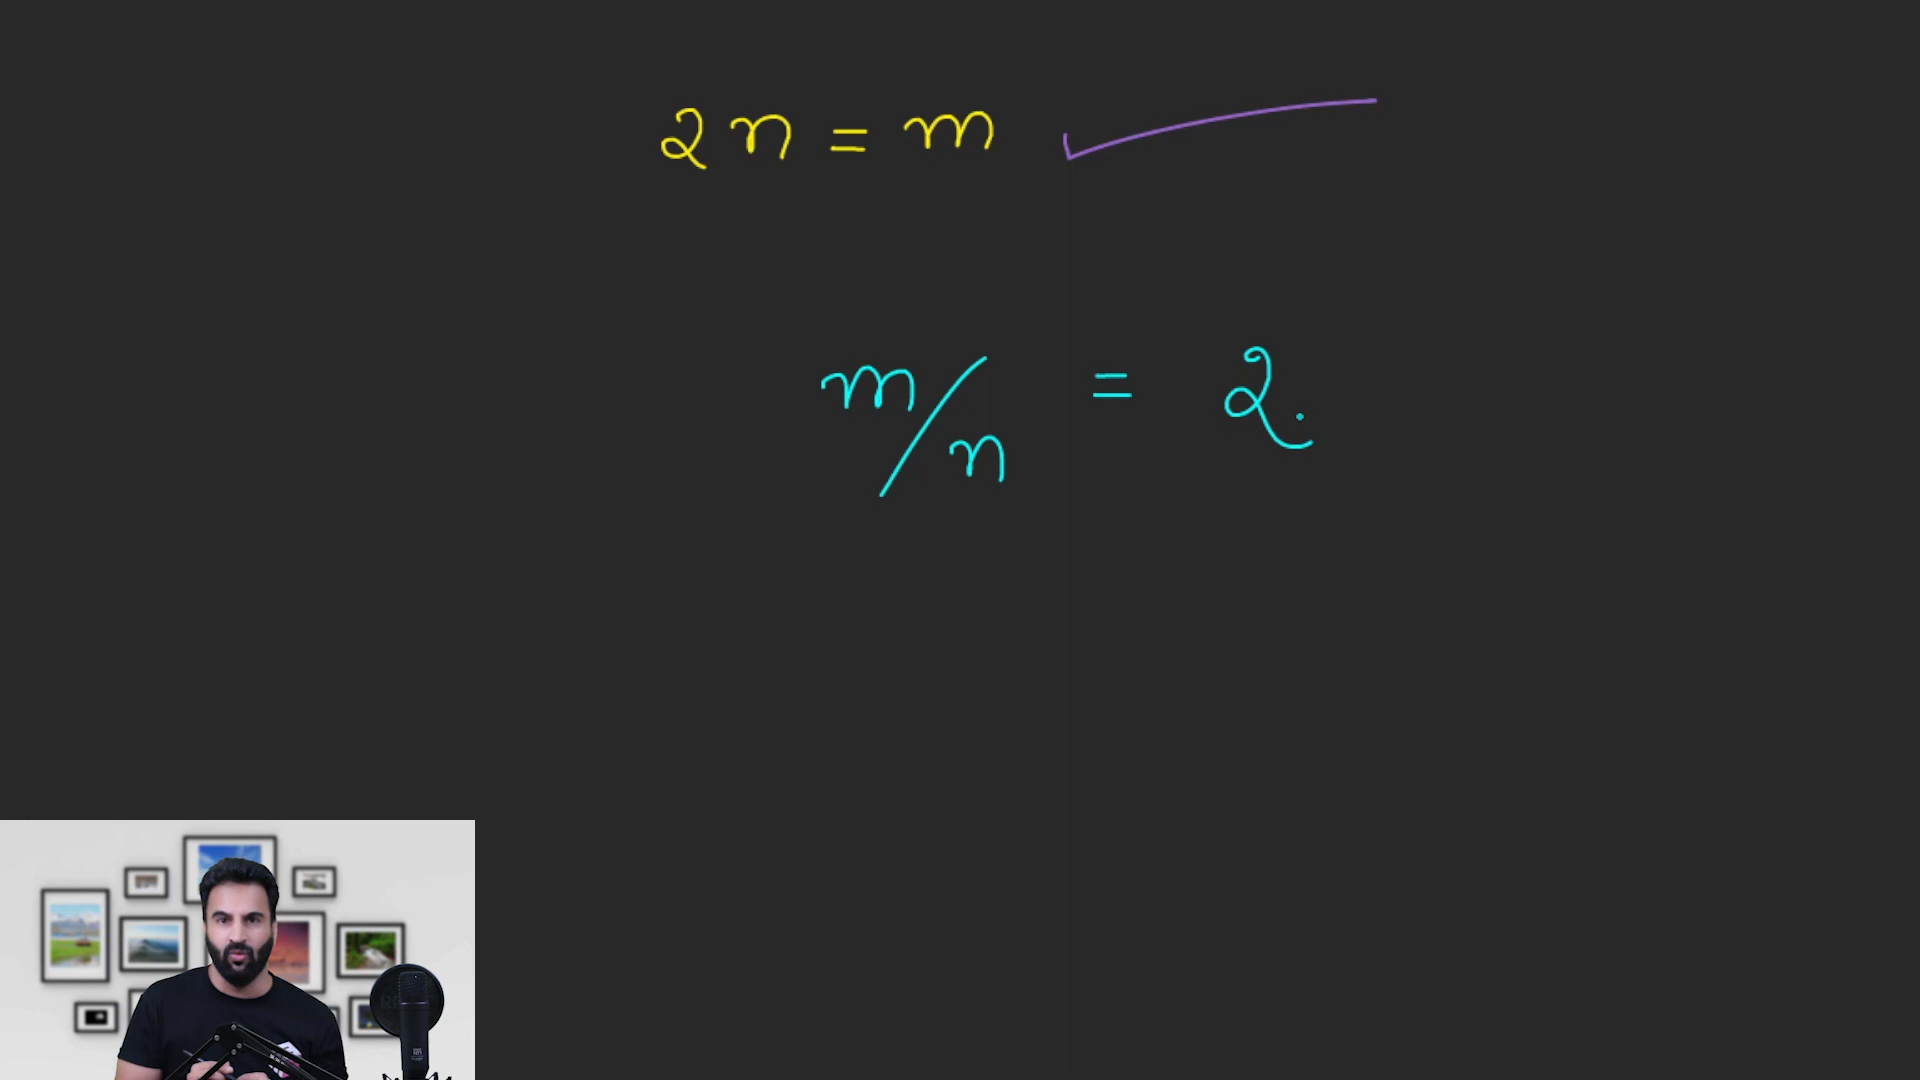 2n = m
m/n = 2